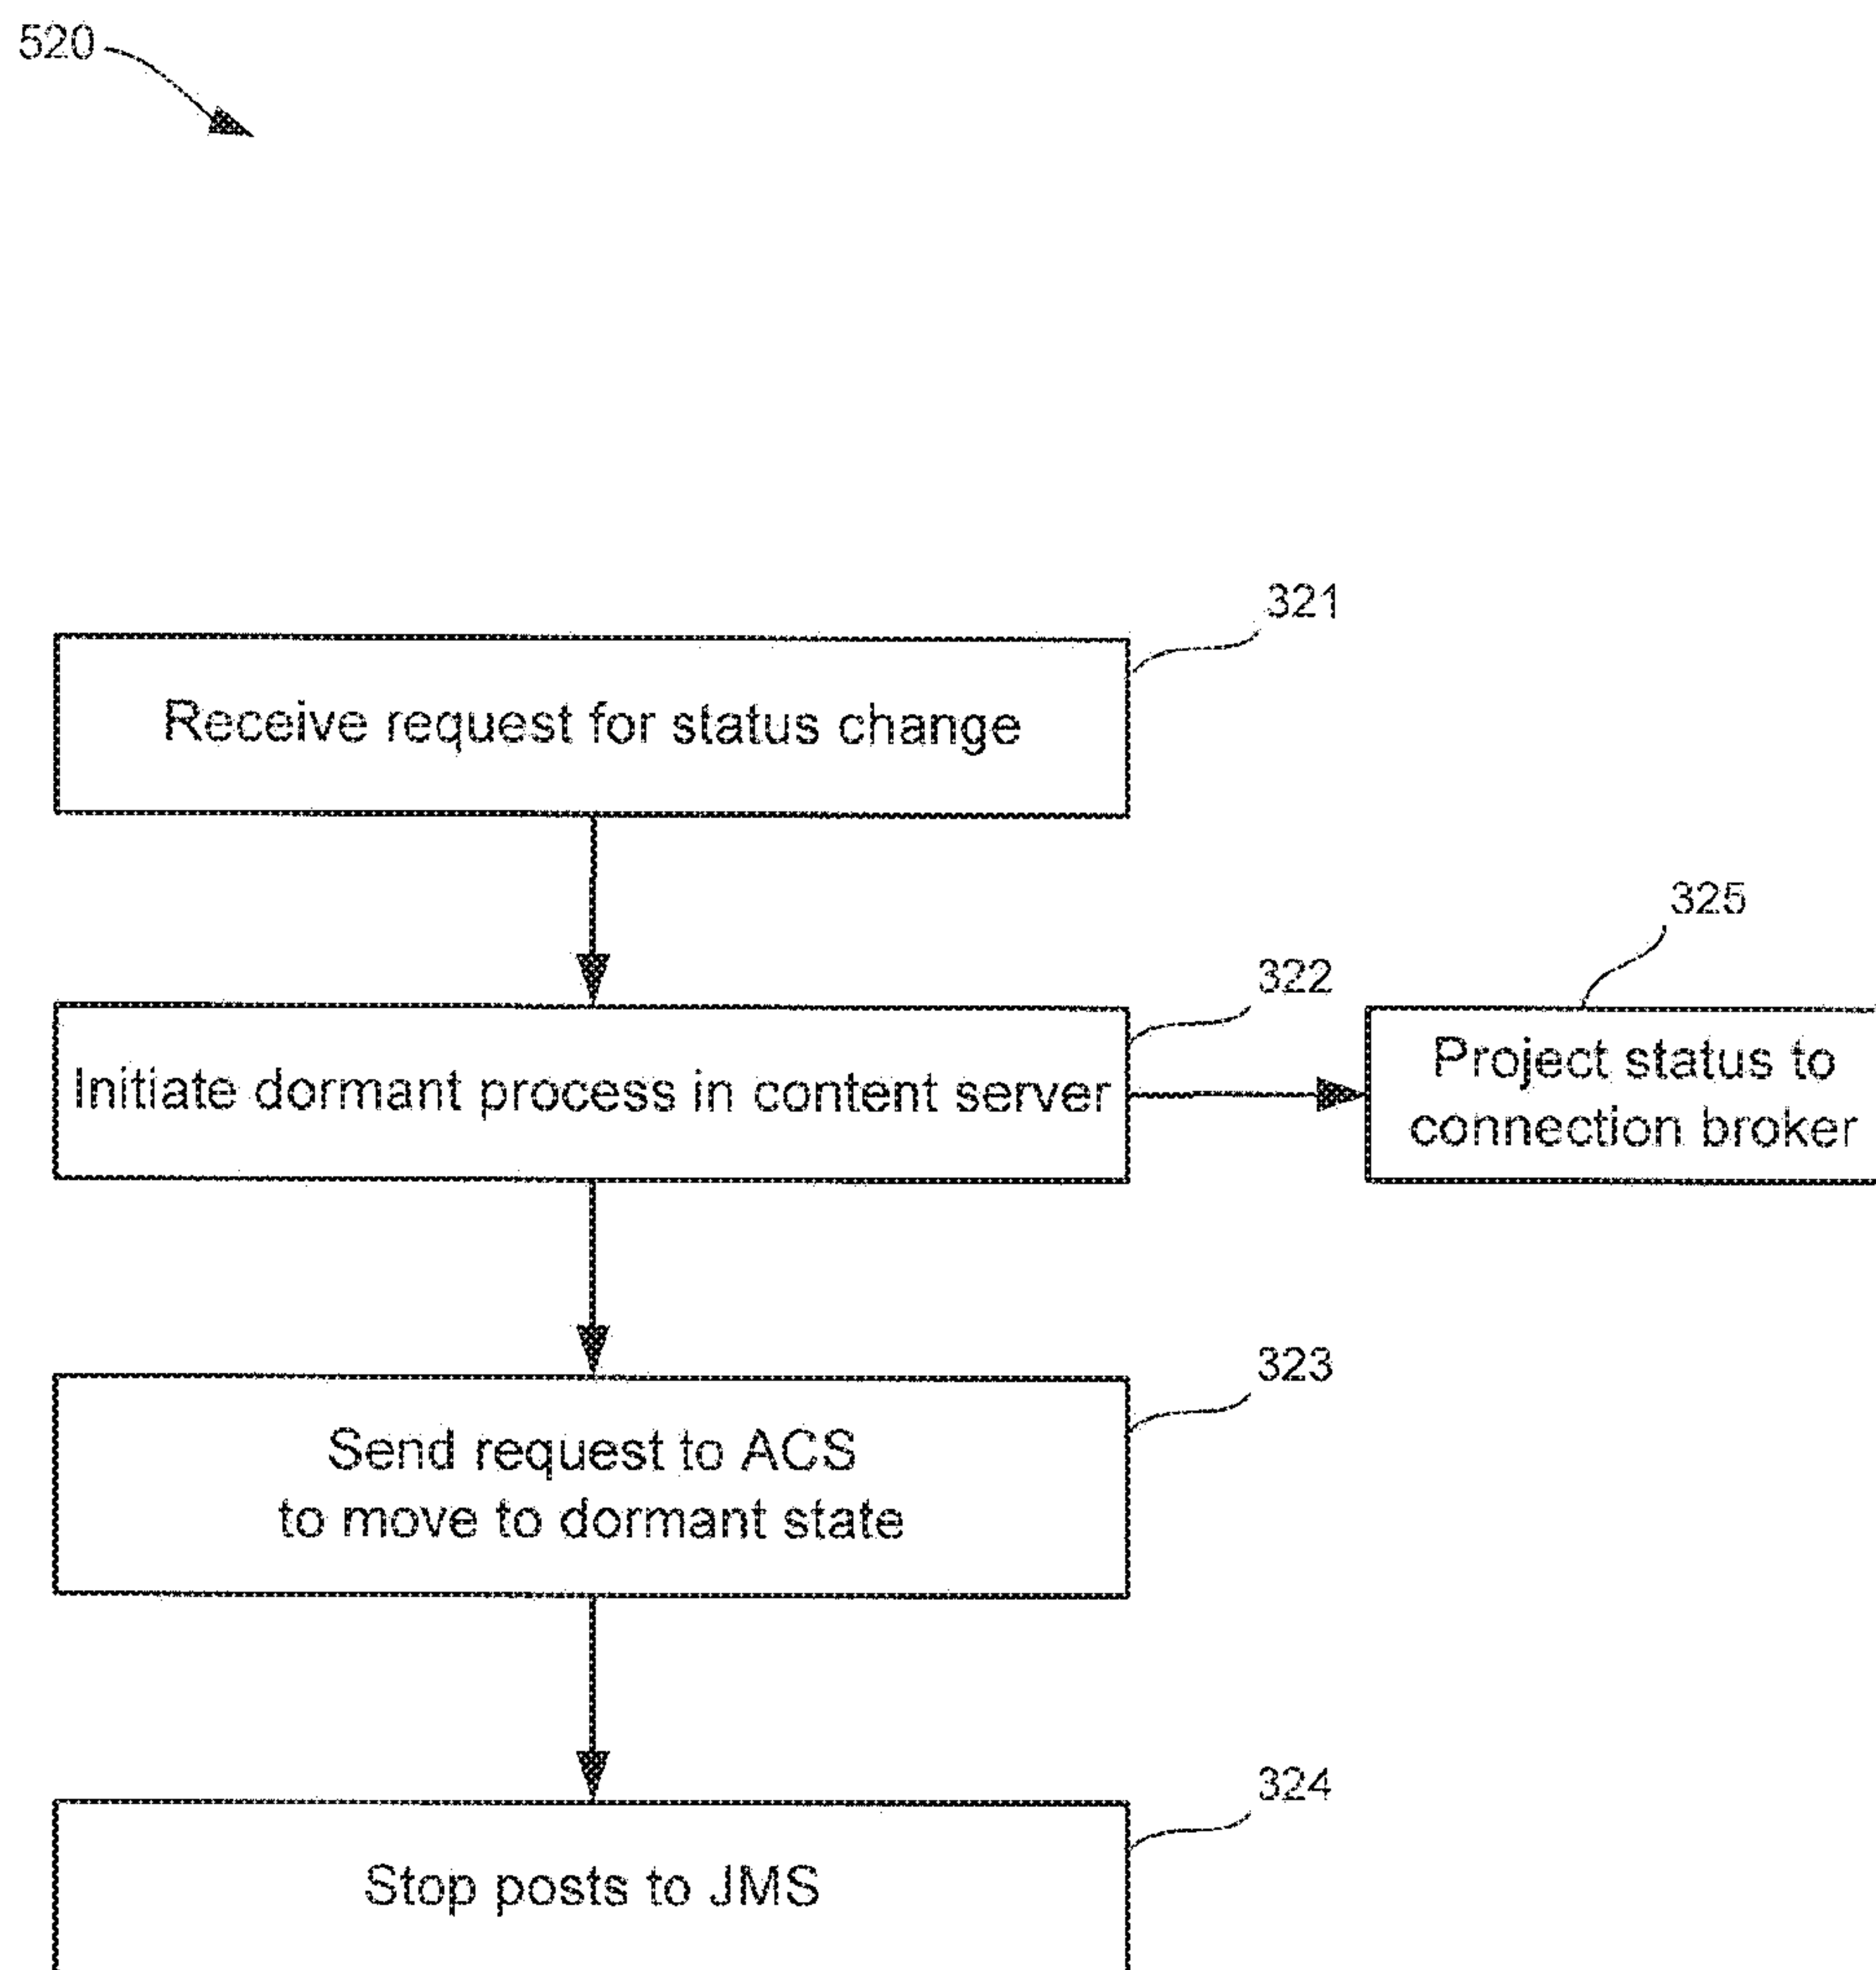 520
321
Receive request for status change
325
322
Initiate dormant process in content server
Project status to
connection broker
323
Send request to ACS
to move to dormant state
324
Stop posts to JMS